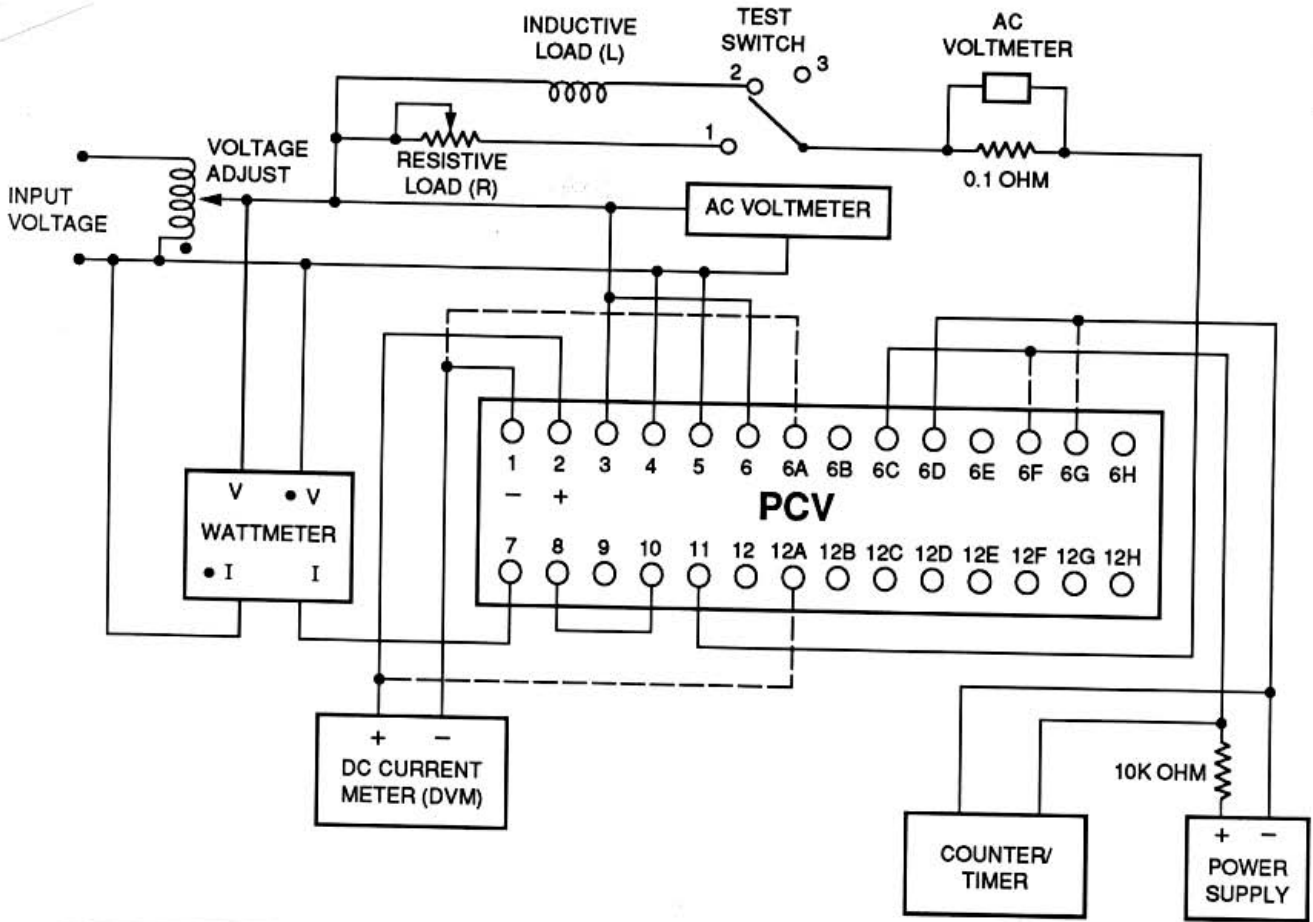 INDUCTIVE
LOAD (L)
TEST
SWITCH
2
3
AC
VOLTMETER
1
RESISTIVE
LOAD (R)
0.1 OHM
VOLTAGE
ADJUST
INPUT
VOLTAGE
AC VOLTMETER
1 2 3 4 5 6 6A 6B 6C 6D 6E 6F 6G 6H
− +
PCV
7 8 9 10 11 12 12A 12B 12C 12D 12E 12F 12G 12H
V • V
WATTMETER
• I I
+ −
DC CURRENT
METER (DVM)
10K OHM
COUNTER/
TIMER
+ −
POWER
SUPPLY